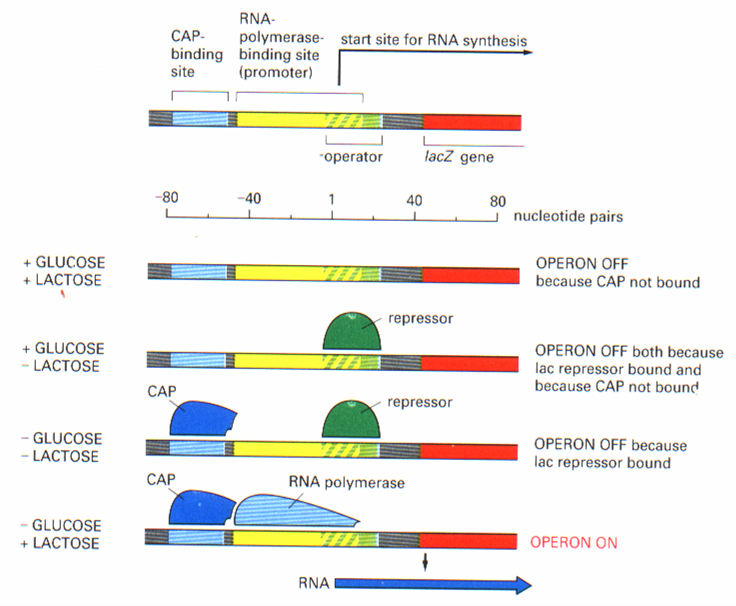 CAP-
binding
site
RNA-
polymerase-
binding site
(promoter)
start site for RNA synthesis
-operator
lacZ gene
-80 -40 1 40 80
nucleotide pairs
+ GLUCOSE
+ LACTOSE
OPERON OFF
because CAP not bound
repressor
+ GLUCOSE
- LACTOSE
OPERON OFF both because
lac repressor bound and
because CAP not bound
CAP
repressor
- GLUCOSE
- LACTOSE
OPERON OFF because
lac repressor bound
CAP
RNA polymerase
- GLUCOSE
+ LACTOSE
OPERON ON
RNA